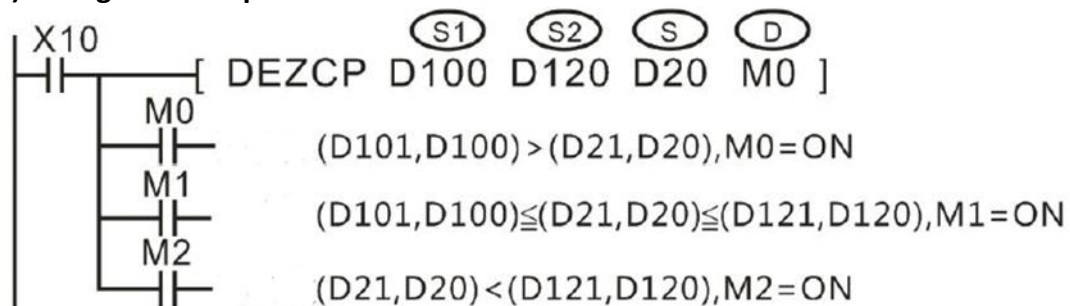 S1 S2 S D
X10
[ DEZCP D100 D120 D20 M0 ]
M0
(D101,D100)>(D21,D20),M0=ON
M1
(D101,D100)≦(D21,D20)≦(D121,D120),M1=ON
M2
(D21,D20)<(D121,D120),M2=ON